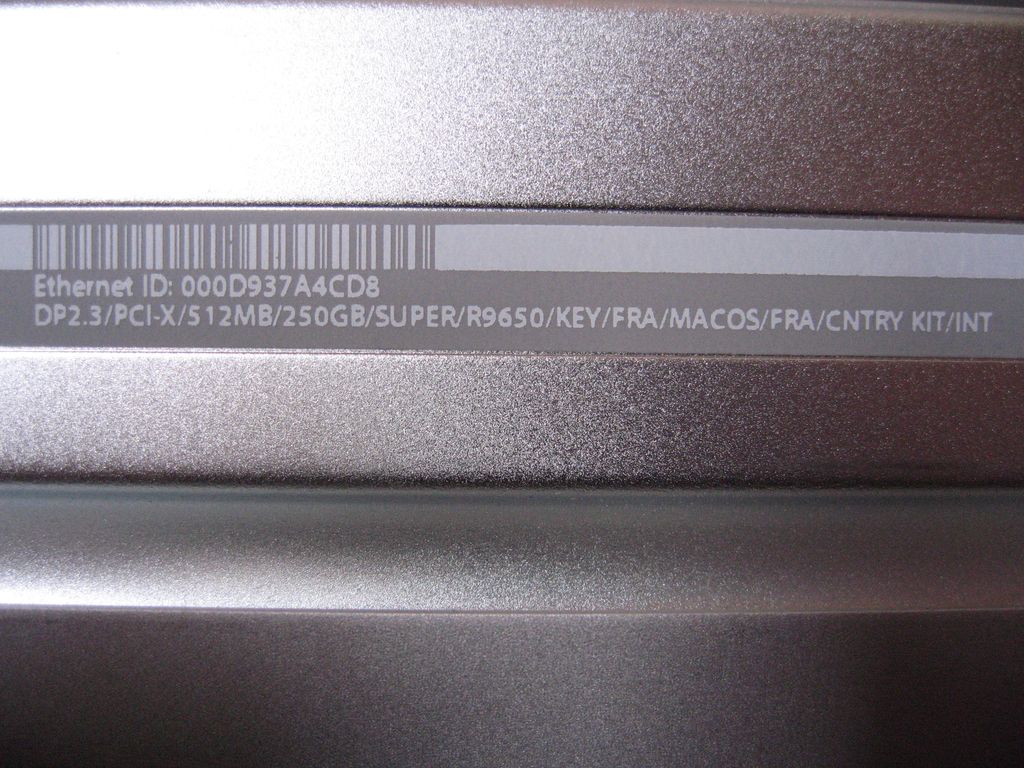 Ethernet ID: 000D937A4CD8
DP2.3/PCI-X/512MB/250GB/SUPER/R9650/KEY/FRA/MACOS/FRA/CNTRY KIT/INT